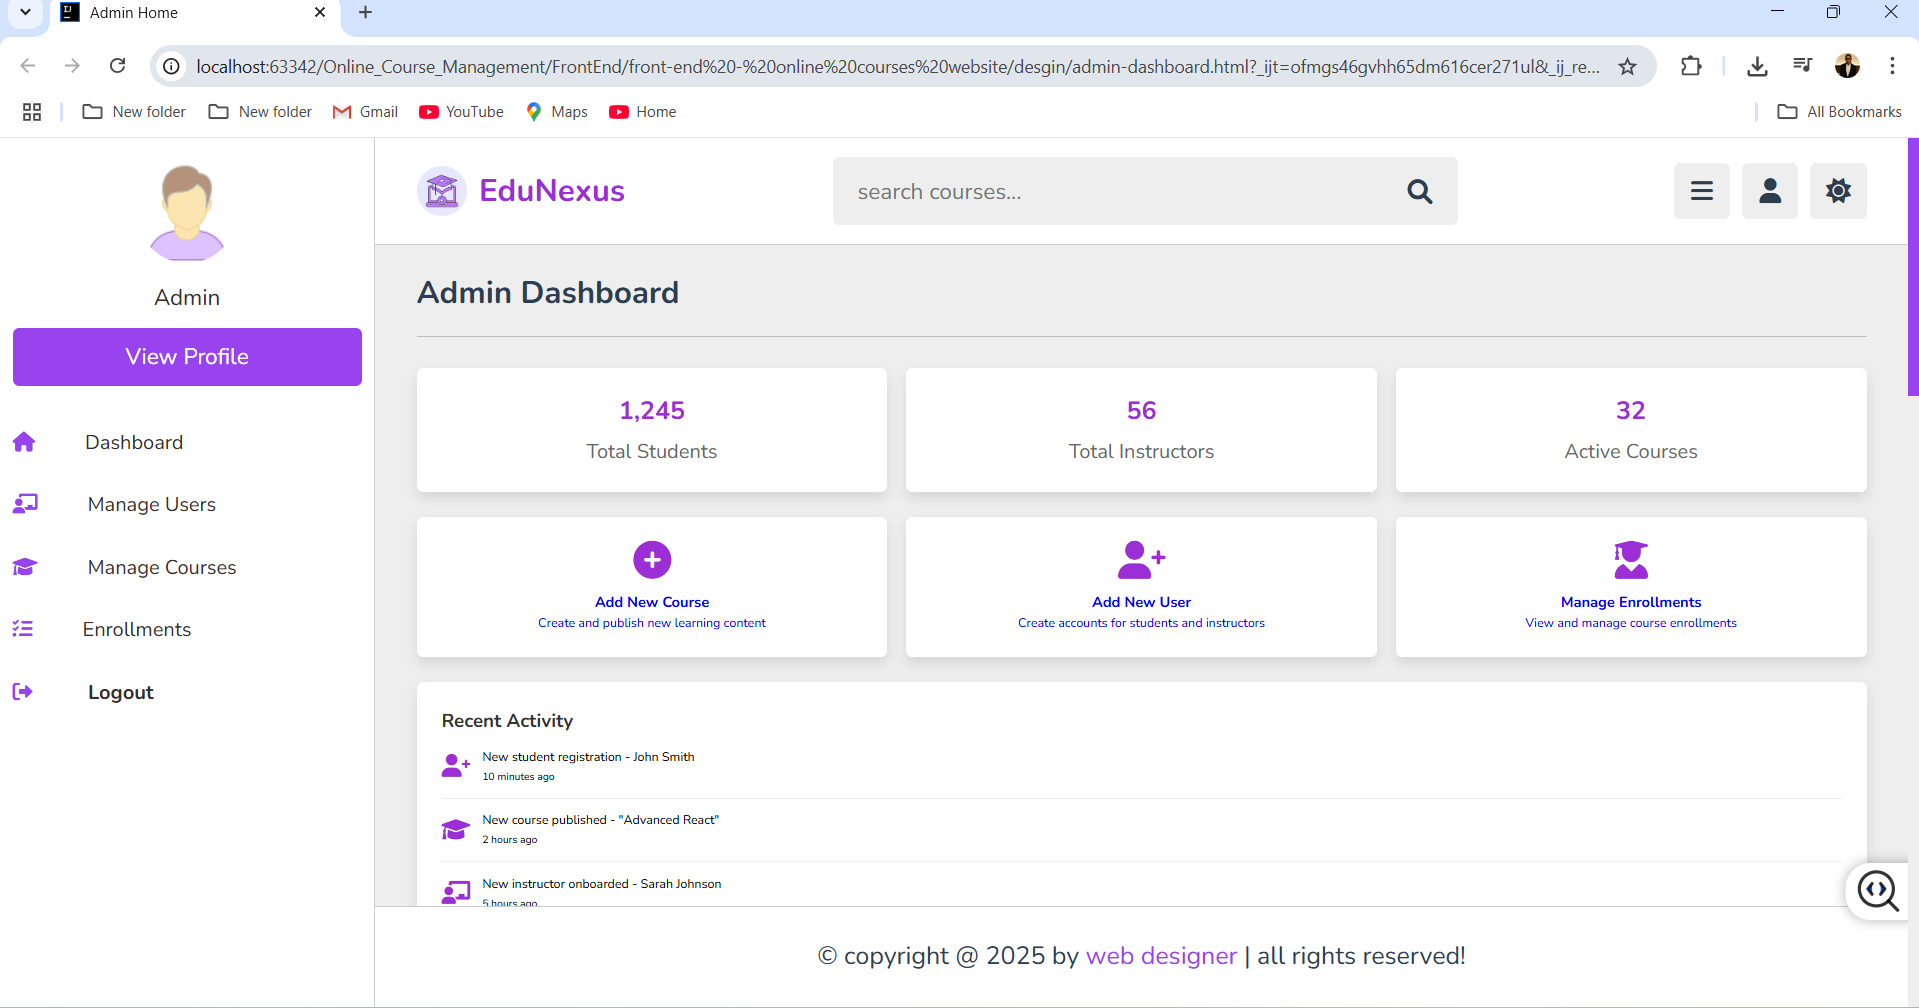 Admin Home
localhost:63342/Online_Course_Management/FrontEnd/front-end%20-%20online%20courses%20website/desgin/admin-dashboard.html?_ijt=ofmgs46gvhh65dm616cer271ul&_ij_re...
New folder
New folder
Gmail
YouTube
Maps
Home
All Bookmarks
Admin
View Profile
Dashboard
Manage Users
Manage Courses
Enrollments
Logout
EduNexus
search courses...
Admin Dashboard
1,245
Total Students
56
Total Instructors
32
Active Courses
Add New Course
Create and publish new learning content
Add New User
Create accounts for students and instructors
Manage Enrollments
View and manage course enrollments
Recent Activity
New student registration - John Smith
10 minutes ago
New course published - "Advanced React"
2 hours ago
New instructor onboarded - Sarah Johnson
5 hours ago
© copyright @ 2025 by web designer | all rights reserved!